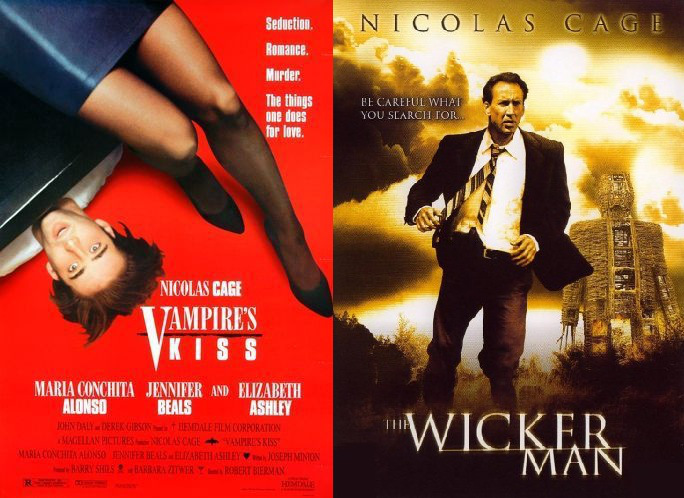 Seduction.
Romance.
Murder.
The things
one does
for love.
NICOLAS CAGE
VAMPIRE'S
KISS
MARIA CONCHITA
ALONSO
JENNIFER
BEALS
AND
ELIZABETH
ASHLEY
JOHN DALY and DEREK GIBSON Present HEMDALE FILM CORPORATION
A MAGELLAN PICTURES Production NICOLAS CAGE "VAMPIRE'S KISS"
MARIA CONCHITA ALONSO JENNIFER BEALS and ELIZABETH ASHLEY Written by JOSEPH MINION
Produced by BARRY SHILS and BARBARA ZITWER Directed by ROBERT BIERMAN
R
HEMDALE
NICOLAS CAGE
BE CAREFUL WHAT
YOU SEARCH FOR..
THE WICKER
MAN